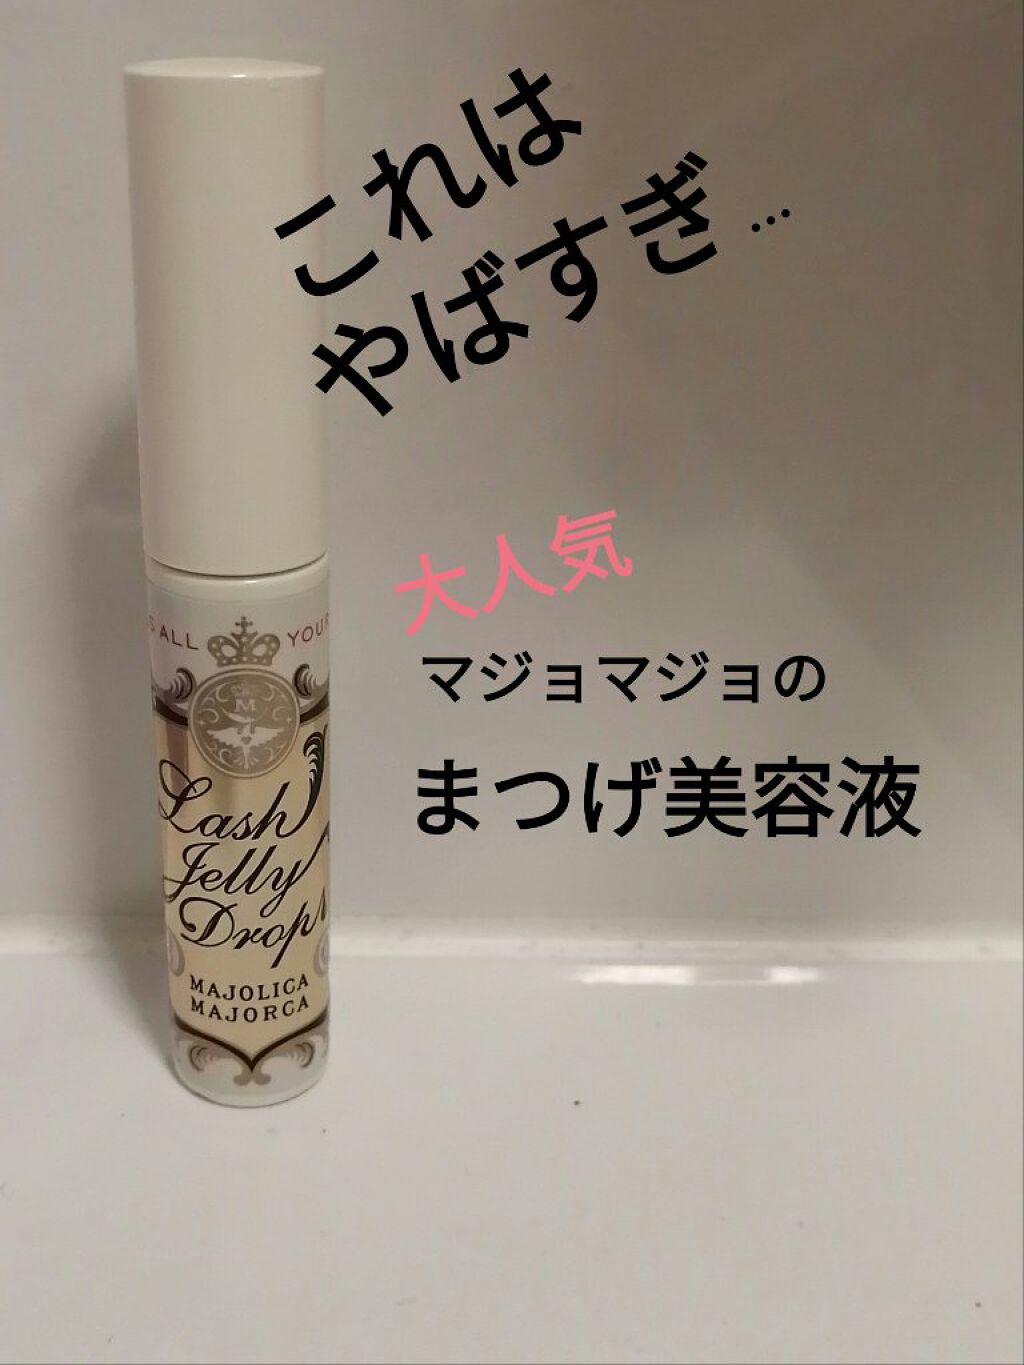 これは
やばすぎ…
大人気
マジョマジョの
まつげ美容液
ALL YOUR
M
Lash
Jelly
Drops
MAJOLICA
MAJORCA